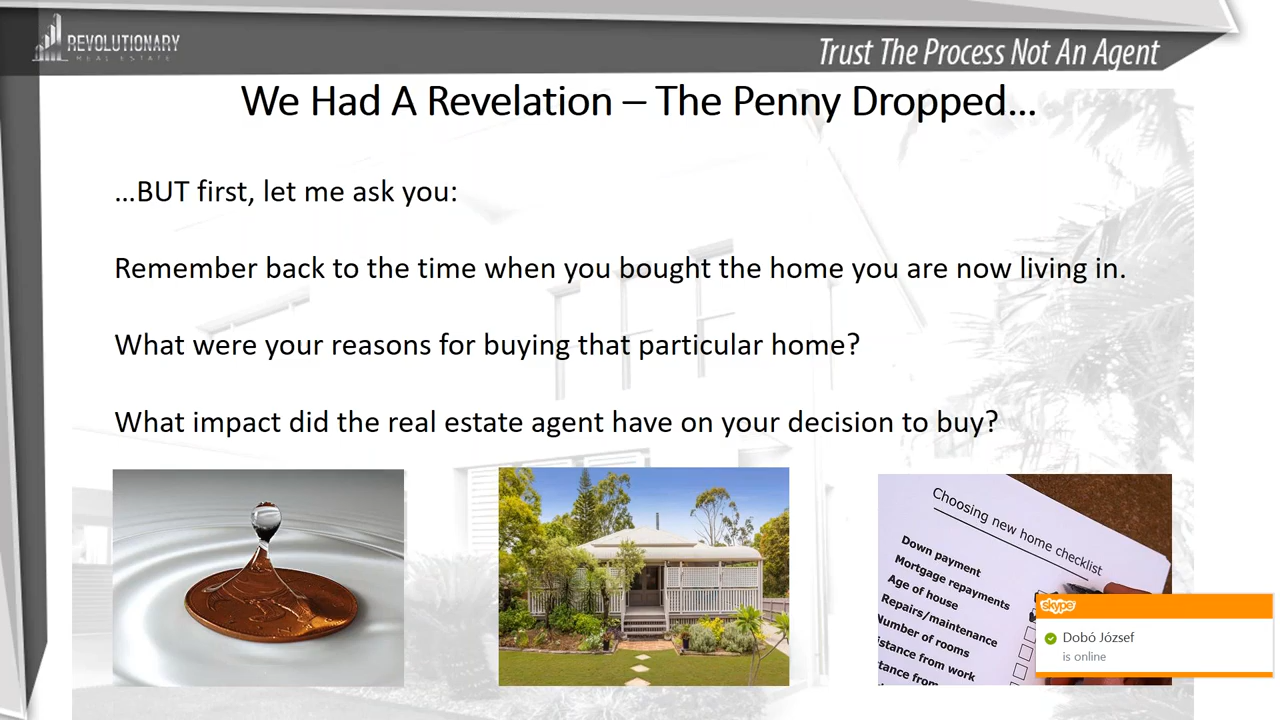 REVOLUTIONARY
REAL ESTATE
Trust The Process Not An Agent
We Had A Revelation – The Penny Dropped...
...BUT first, let me ask you:
Remember back to the time when you bought the home you are now living in.
What were your reasons for buying that particular home?
What impact did the real estate agent have on your decision to buy?
Choosing new home checklist
Down payment
Mortgage repayments
Age of house
Repairs/maintenance
Number of rooms
istance from work
tance from
skype
Dobó József
is online